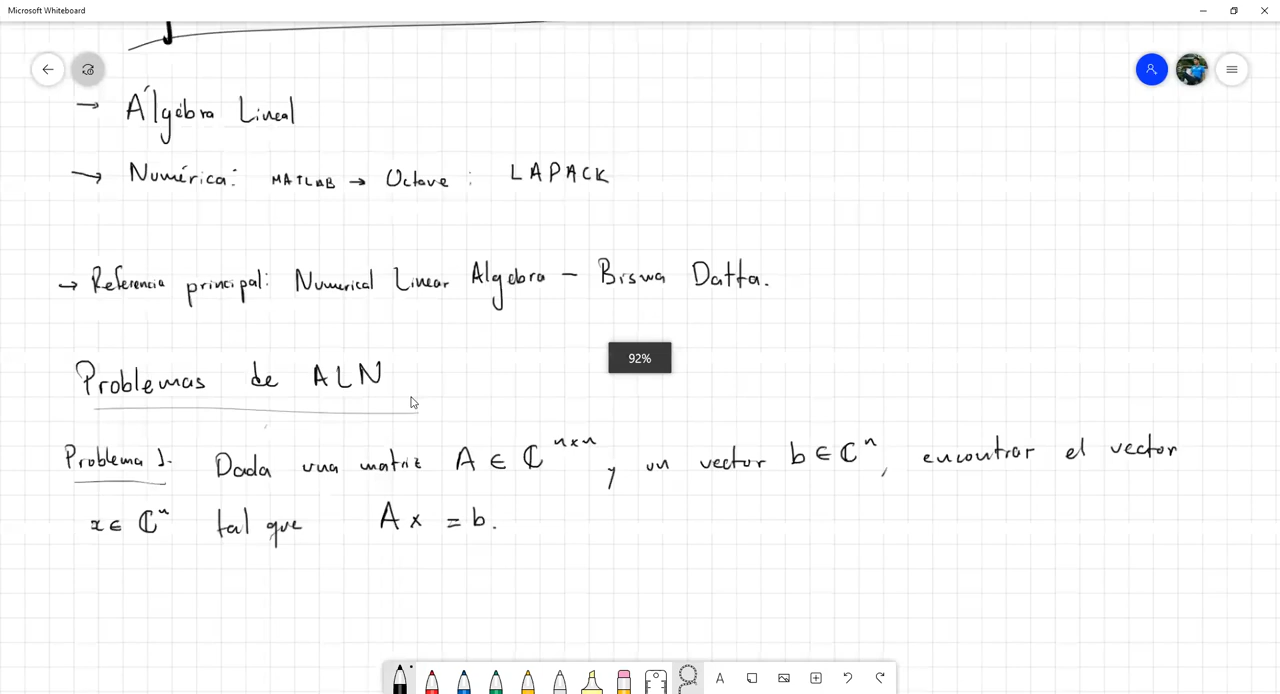 Microsoft Whiteboard
→ Álgebra Lineal
→ Numérica: MATLAB → Octave : LAPACK
→ Referencia principal: Numerical Linear Algebra – Biswa Datta.
92%
Problemas de ALN
Problema 1. Dada una matriz A ∈ ℂⁿˣⁿ y un vector b ∈ ℂⁿ, encontrar el vector
x ∈ ℂⁿ tal que Ax = b.
A